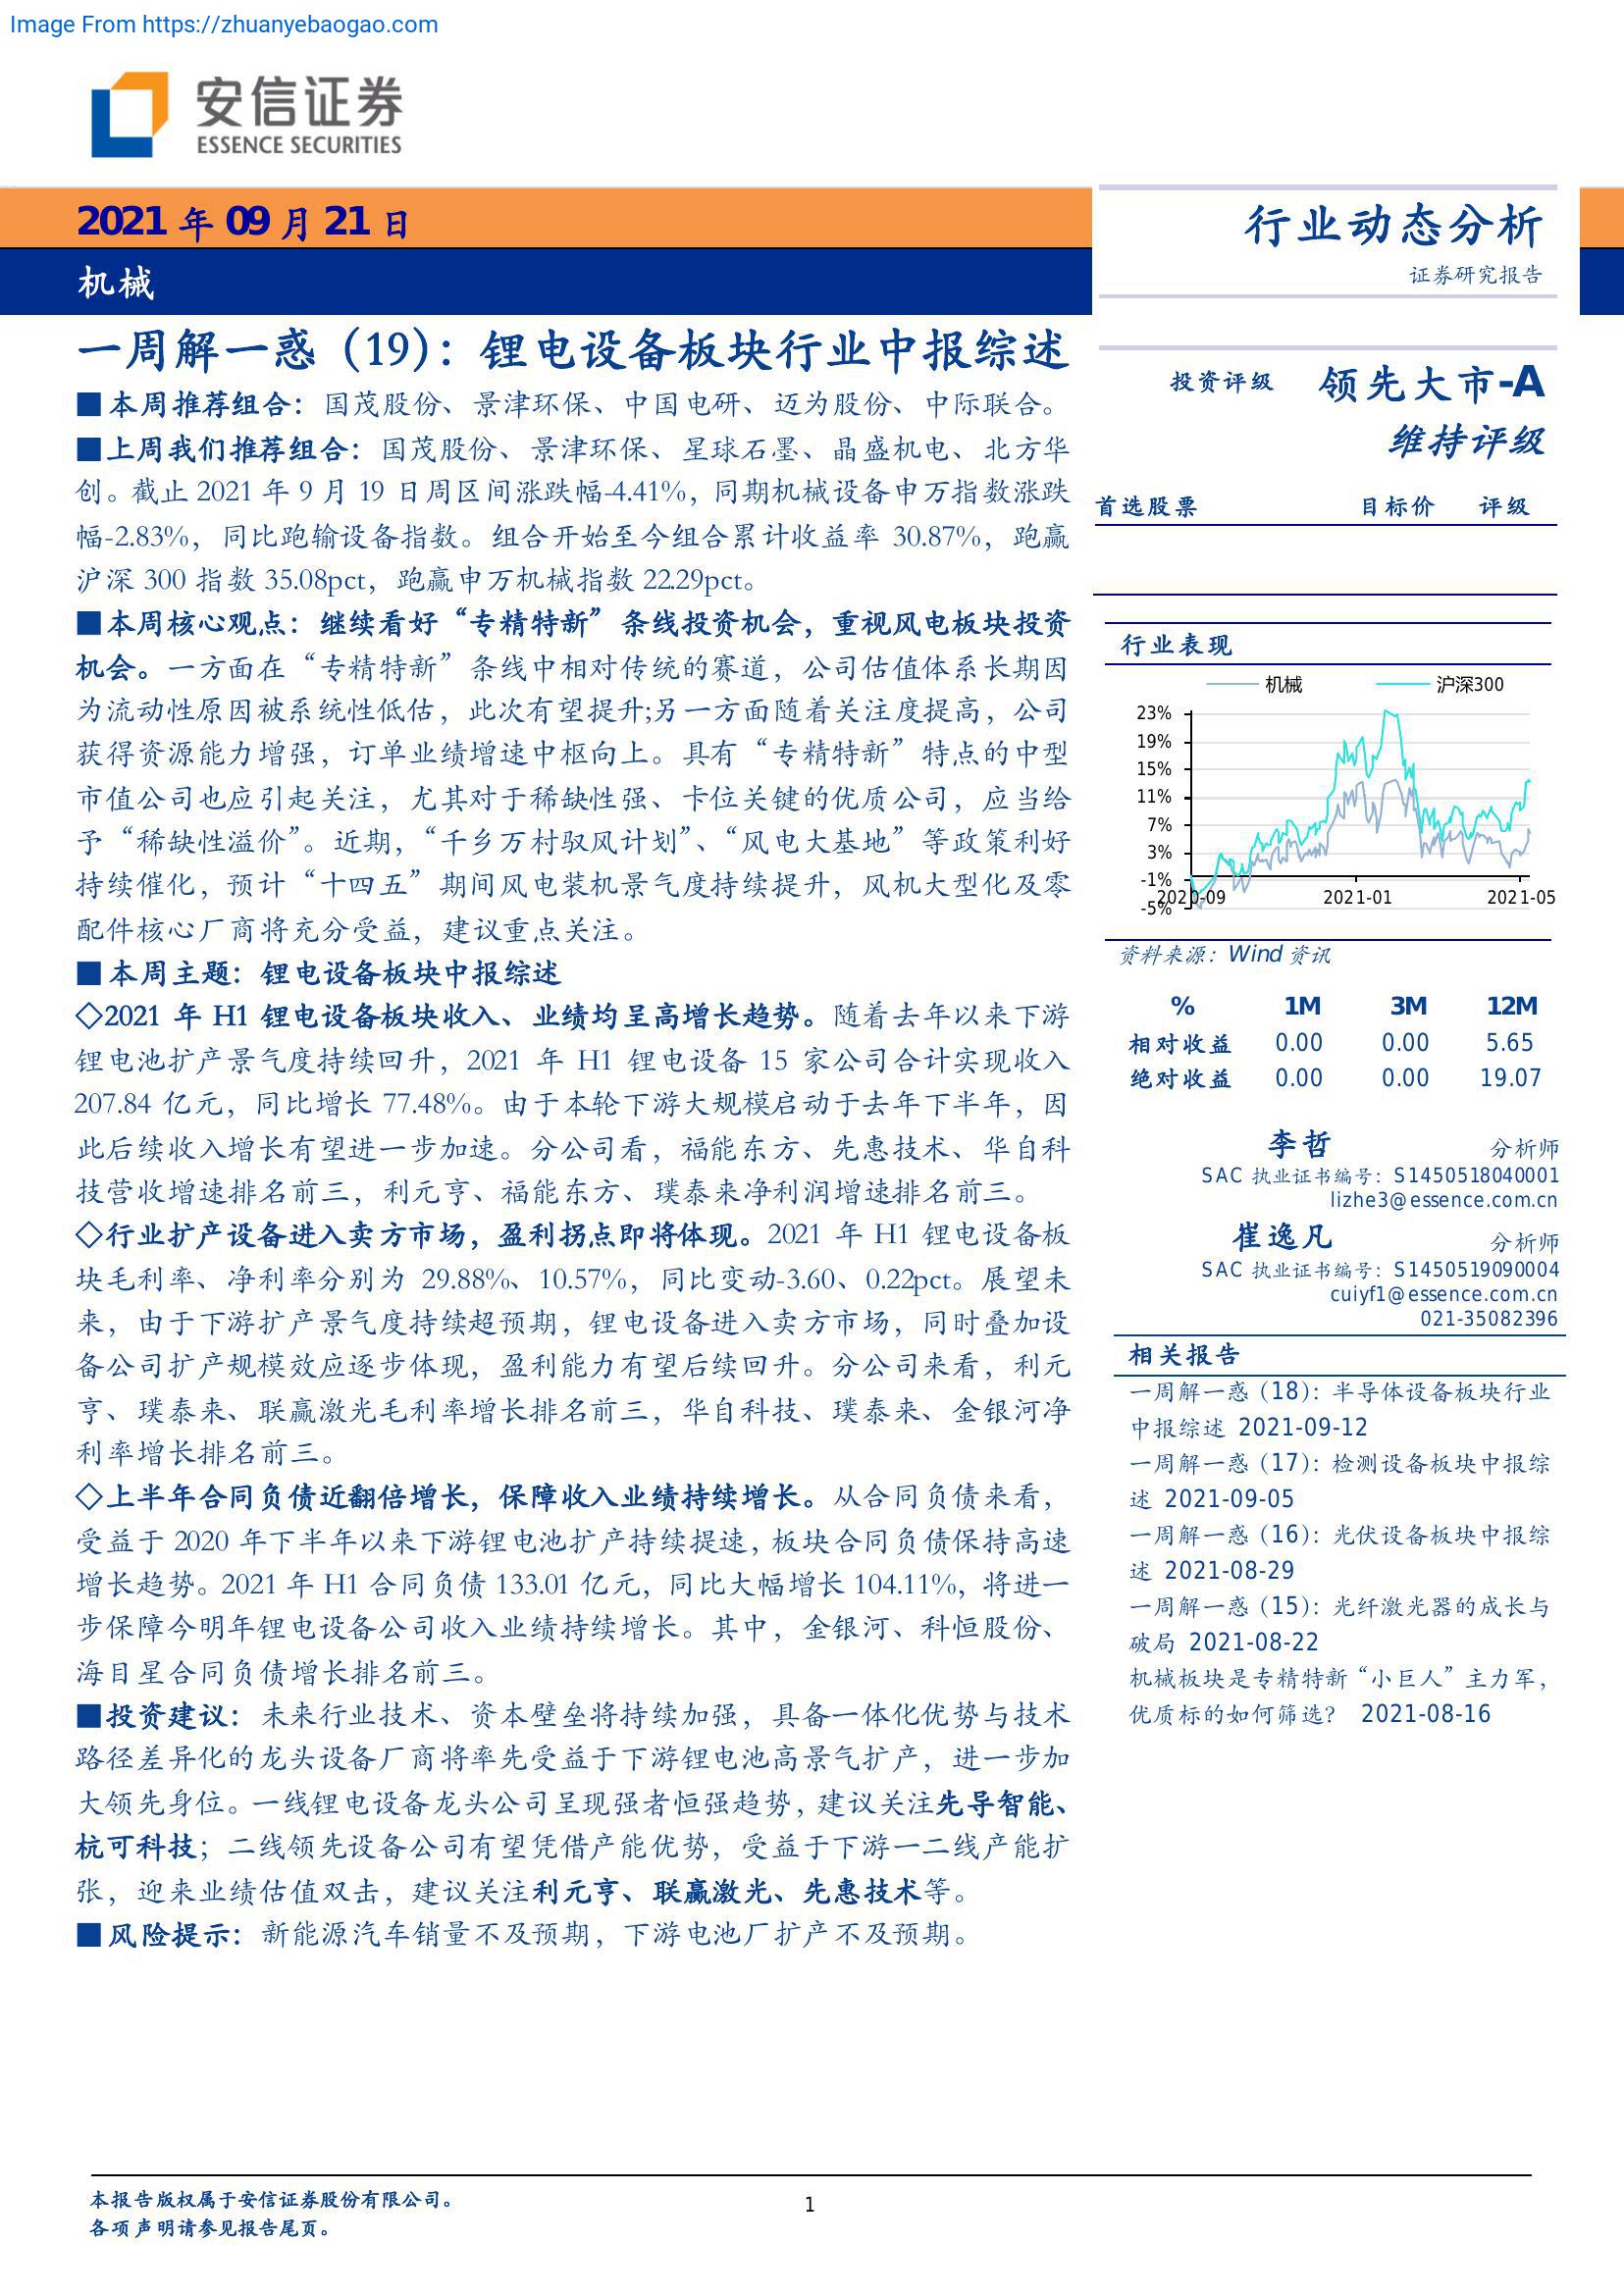 Image From https://zhuanyebaogao.com
安信证券
ESSENCE SECURITIES
2021 年 09 月 21 日
机械
行业动态分析
证券研究报告
一周解一惑（19）：锂电设备板块行业中报综述
■本周推荐组合：国茂股份、景津环保、中国电研、迈为股份、中际联合。
■上周我们推荐组合：国茂股份、景津环保、星球石墨、晶盛机电、北方华
创。截止 2021 年 9 月 19 日周区间涨跌幅-4.41%，同期机械设备申万指数涨跌
幅-2.83%，同比跑输设备指数。组合开始至今组合累计收益率 30.87%，跑赢
沪深 300 指数 35.08pct，跑赢申万机械指数 22.29pct。
■本周核心观点：继续看好“专精特新”条线投资机会，重视风电板块投资
机会。一方面在“专精特新”条线中相对传统的赛道，公司估值体系长期因
为流动性原因被系统性低估，此次有望提升;另一方面随着关注度提高，公司
获得资源能力增强，订单业绩增速中枢向上。具有“专精特新”特点的中型
市值公司也应引起关注，尤其对于稀缺性强、卡位关键的优质公司，应当给
予“稀缺性溢价”。近期，“千乡万村驭风计划”、“风电大基地”等政策利好
持续催化，预计“十四五”期间风电装机景气度持续提升，风机大型化及零
配件核心厂商将充分受益，建议重点关注。
■本周主题：锂电设备板块中报综述
◇2021 年 H1 锂电设备板块收入、业绩均呈高增长趋势。随着去年以来下游
锂电池扩产景气度持续回升，2021 年 H1 锂电设备 15 家公司合计实现收入
207.84 亿元，同比增长 77.48%。由于本轮下游大规模启动于去年下半年，因
此后续收入增长有望进一步加速。分公司看，福能东方、先惠技术、华自科
技营收增速排名前三，利元亨、福能东方、璞泰来净利润增速排名前三。
◇行业扩产设备进入卖方市场，盈利拐点即将体现。2021 年 H1 锂电设备板
块毛利率、净利率分别为 29.88%、10.57%，同比变动-3.60、0.22pct。展望未
来，由于下游扩产景气度持续超预期，锂电设备进入卖方市场，同时叠加设
备公司扩产规模效应逐步体现，盈利能力有望后续回升。分公司来看，利元
亨、璞泰来、联赢激光毛利率增长排名前三，华自科技、璞泰来、金银河净
利率增长排名前三。
◇上半年合同负债近翻倍增长，保障收入业绩持续增长。从合同负债来看，
受益于 2020 年下半年以来下游锂电池扩产持续提速，板块合同负债保持高速
增长趋势。2021 年 H1 合同负债 133.01 亿元，同比大幅增长 104.11%，将进一
步保障今明年锂电设备公司收入业绩持续增长。其中，金银河、科恒股份、
海目星合同负债增长排名前三。
■投资建议：未来行业技术、资本壁垒将持续加强，具备一体化优势与技术
路径差异化的龙头设备厂商将率先受益于下游锂电池高景气扩产，进一步加
大领先身位。一线锂电设备龙头公司呈现强者恒强趋势，建议关注先导智能、
杭可科技；二线领先设备公司有望凭借产能优势，受益于下游一二线产能扩
张，迎来业绩估值双击，建议关注利元亨、联赢激光、先惠技术等。
■风险提示：新能源汽车销量不及预期，下游电池厂扩产不及预期。
投资评级 领先大市-A
维持评级
首选股票 目标价 评级
行业表现
机械 沪深300
23%
19%
15%
11%
7%
3%
-1%
-5%
2020-09 2021-01 2021-05
资料来源：Wind 资讯
% 1M 3M 12M
相对收益 0.00 0.00 5.65
绝对收益 0.00 0.00 19.07
李哲 分析师
SAC 执业证书编号：S1450518040001
lizhe3@essence.com.cn
崔逸凡 分析师
SAC 执业证书编号：S1450519090004
cuiyf1@essence.com.cn
021-35082396
相关报告
一周解一惑（18）：半导体设备板块行业
中报综述 2021-09-12
一周解一惑（17）：检测设备板块中报综
述 2021-09-05
一周解一惑（16）：光伏设备板块中报综
述 2021-08-29
一周解一惑（15）：光纤激光器的成长与
破局 2021-08-22
机械板块是专精特新“小巨人”主力军，
优质标的如何筛选？ 2021-08-16
本报告版权属于安信证券股份有限公司。
各项声明请参见报告尾页。
1